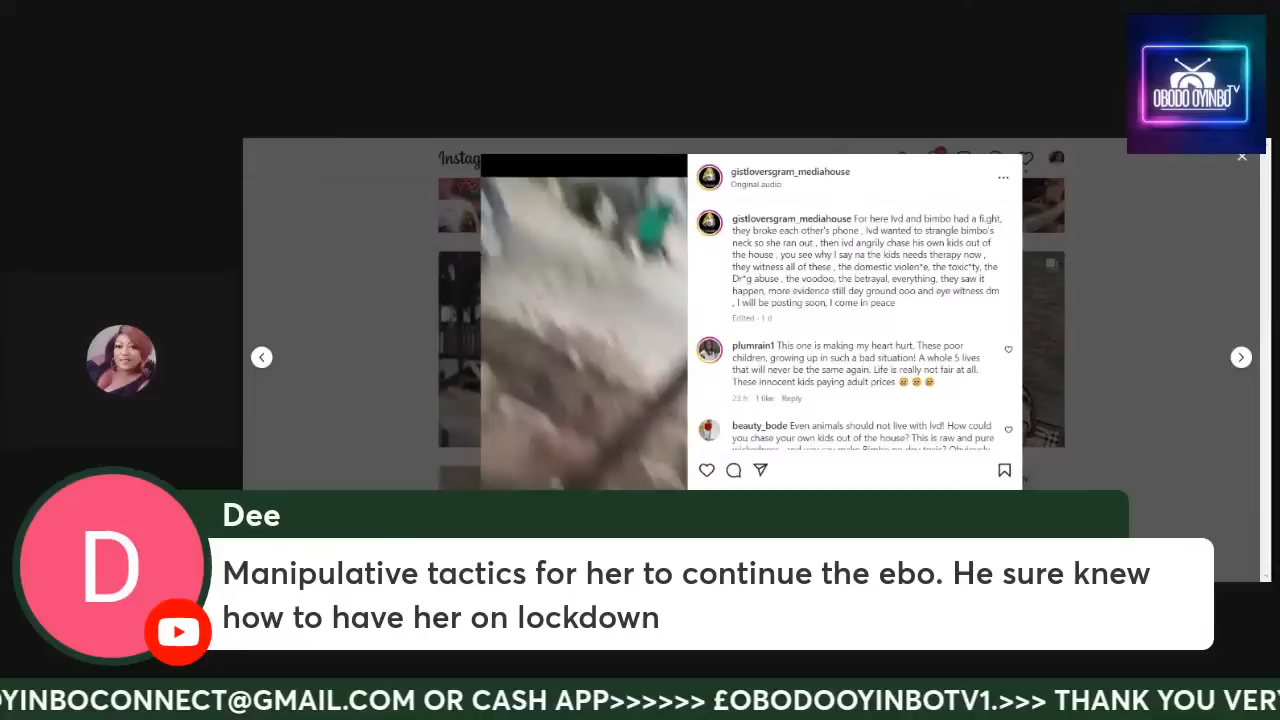 OBODO OYINBO TV
Instag
gistloversgram_mediahouse
Original audio
gistloversgram_mediahouse For here lvd and bimbo had a fi.ght,
they broke each other's phone , lvd wanted to strangle bimbo's
neck so she ran out , then ivd angrily chase his own kids out of
the house , you see why I say na the kids needs therapy now ,
they witness all of these , the domestic violen*e, the toxic*ty, the
Dr*g abuse , the voodoo, the betrayal, everything, they saw it
happen, more evidence still dey ground ooo and eye witness dm
, I will be posting soon, I come in peace
Edited · 1 d
plumrain1 This one is making my heart hurt. These poor
children, growing up in such a bad situation! A whole 5 lives
that will never be the same again. Life is really not fair at all.
These innocent kids paying adult prices 😢 😢 😢
23 h 1 like Reply
beauty_bode Even animals should not live with lvd! How could
you chase your own kids out of the house? This is raw and pure
wickedness
D
Dee
Manipulative tactics for her to continue the ebo. He sure knew
how to have her on lockdown
OYINBOCONNECT@GMAIL.COM OR CASH APP>>>>>> £OBODOOYINBOTV1.>>> THANK YOU VER